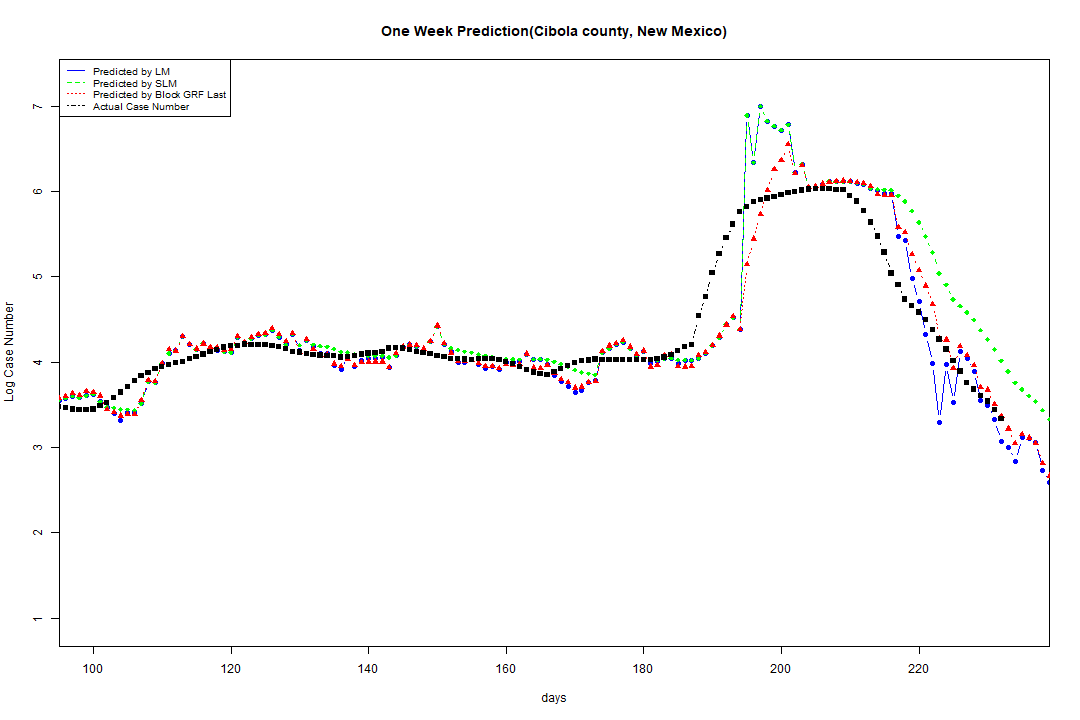 One Week Prediction(Cibola county, New Mexico)
Predicted by LM
Predicted by SLM
Predicted by Block GRF Last
Actual Case Number
7
6
5
4
3
2
1
Log Case Number
100 120 140 160 180 200 220
days